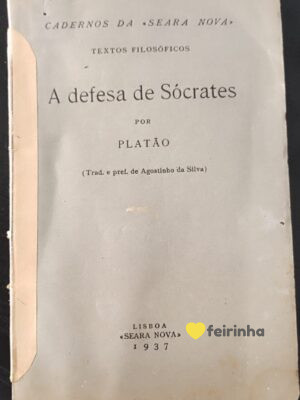 CADERNOS DA «SEARA NOVA»
TEXTOS FILOSÓFICOS
A defesa de Sócrates
POR
PLATÃO
(Trad. e pref. de Agostinho da Silva)
LISBOA
«SEARA NOVA»
1937
feirinha